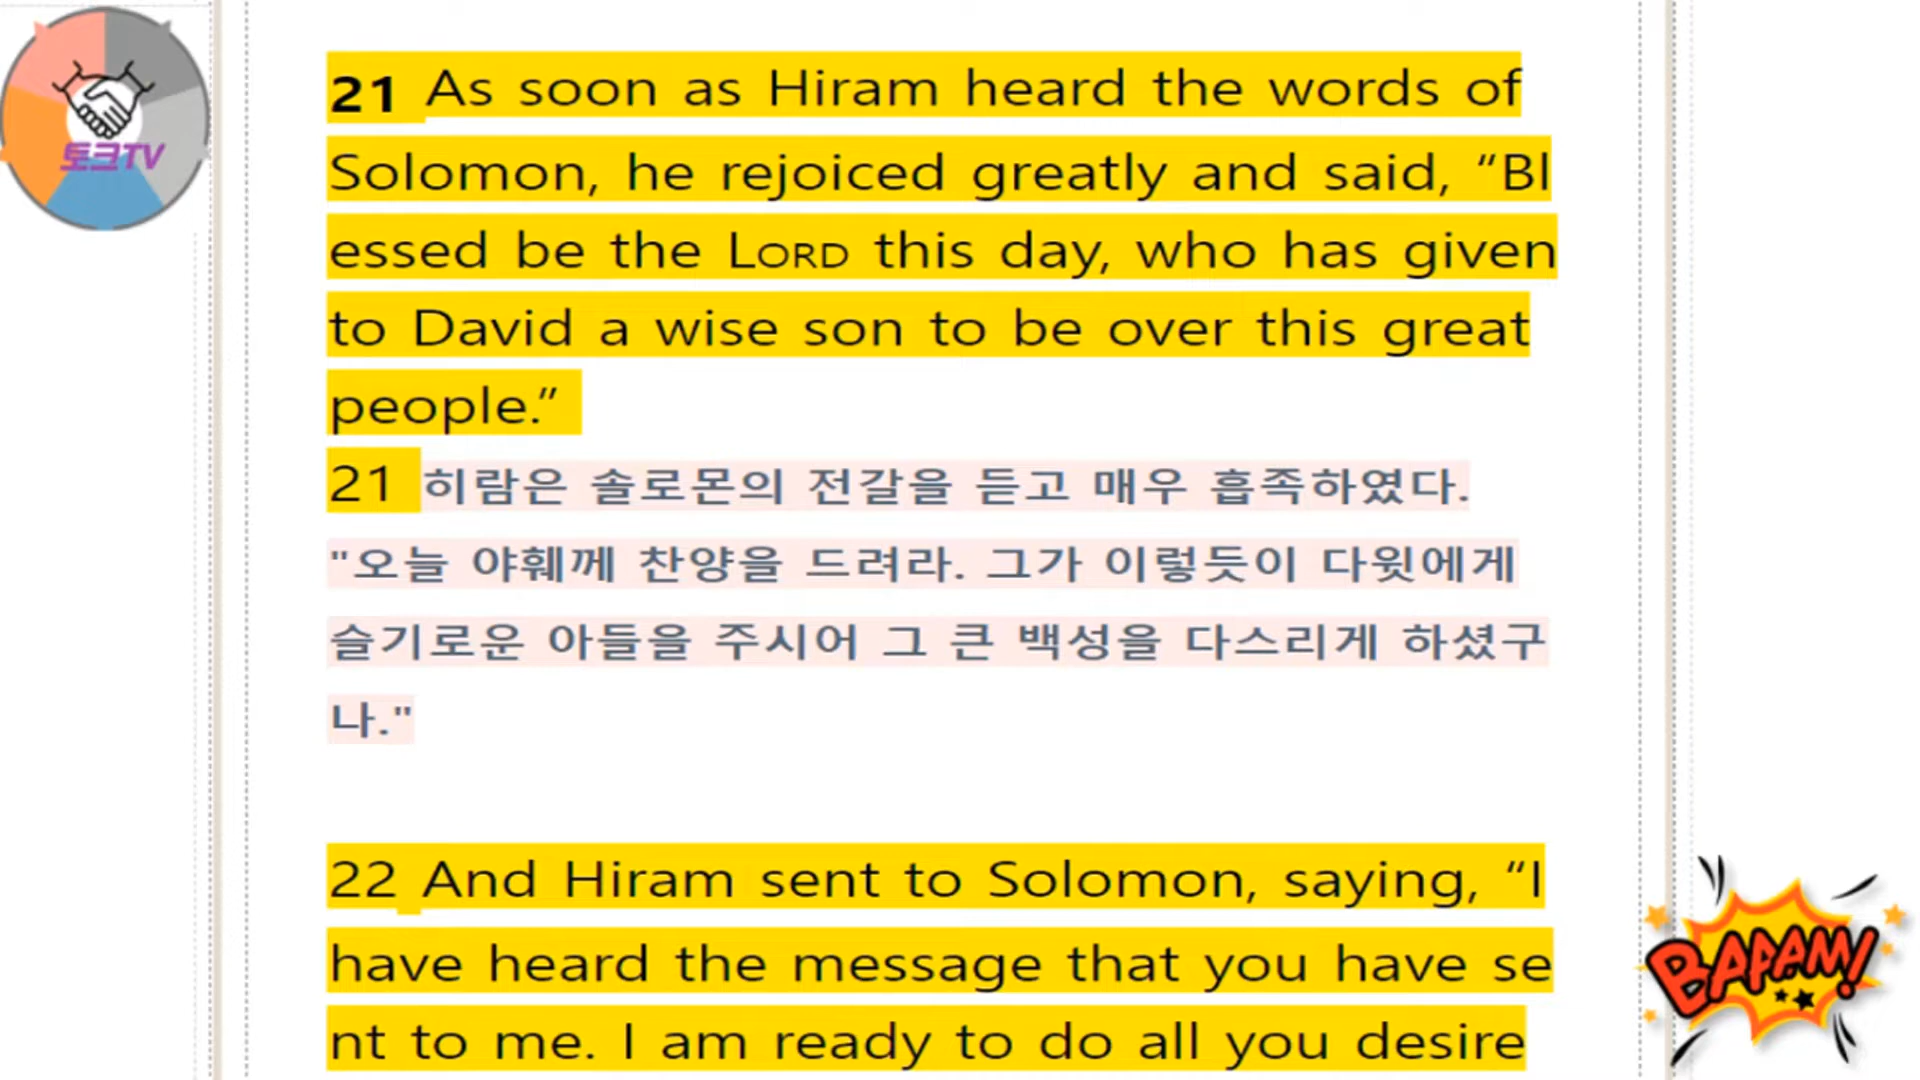 토크TV
21 As soon as Hiram heard the words of
Solomon, he rejoiced greatly and said, “Bl
essed be the LORD this day, who has given
to David a wise son to be over this great
people.”
21 히람은 솔로몬의 전갈을 듣고 매우 흡족하였다.
"오늘 야훼께 찬양을 드려라. 그가 이렇듯이 다윗에게
슬기로운 아들을 주시어 그 큰 백성을 다스리게 하셨구
나."
22 And Hiram sent to Solomon, saying, “I
have heard the message that you have se
nt to me. I am ready to do all you desire
BAPAM!